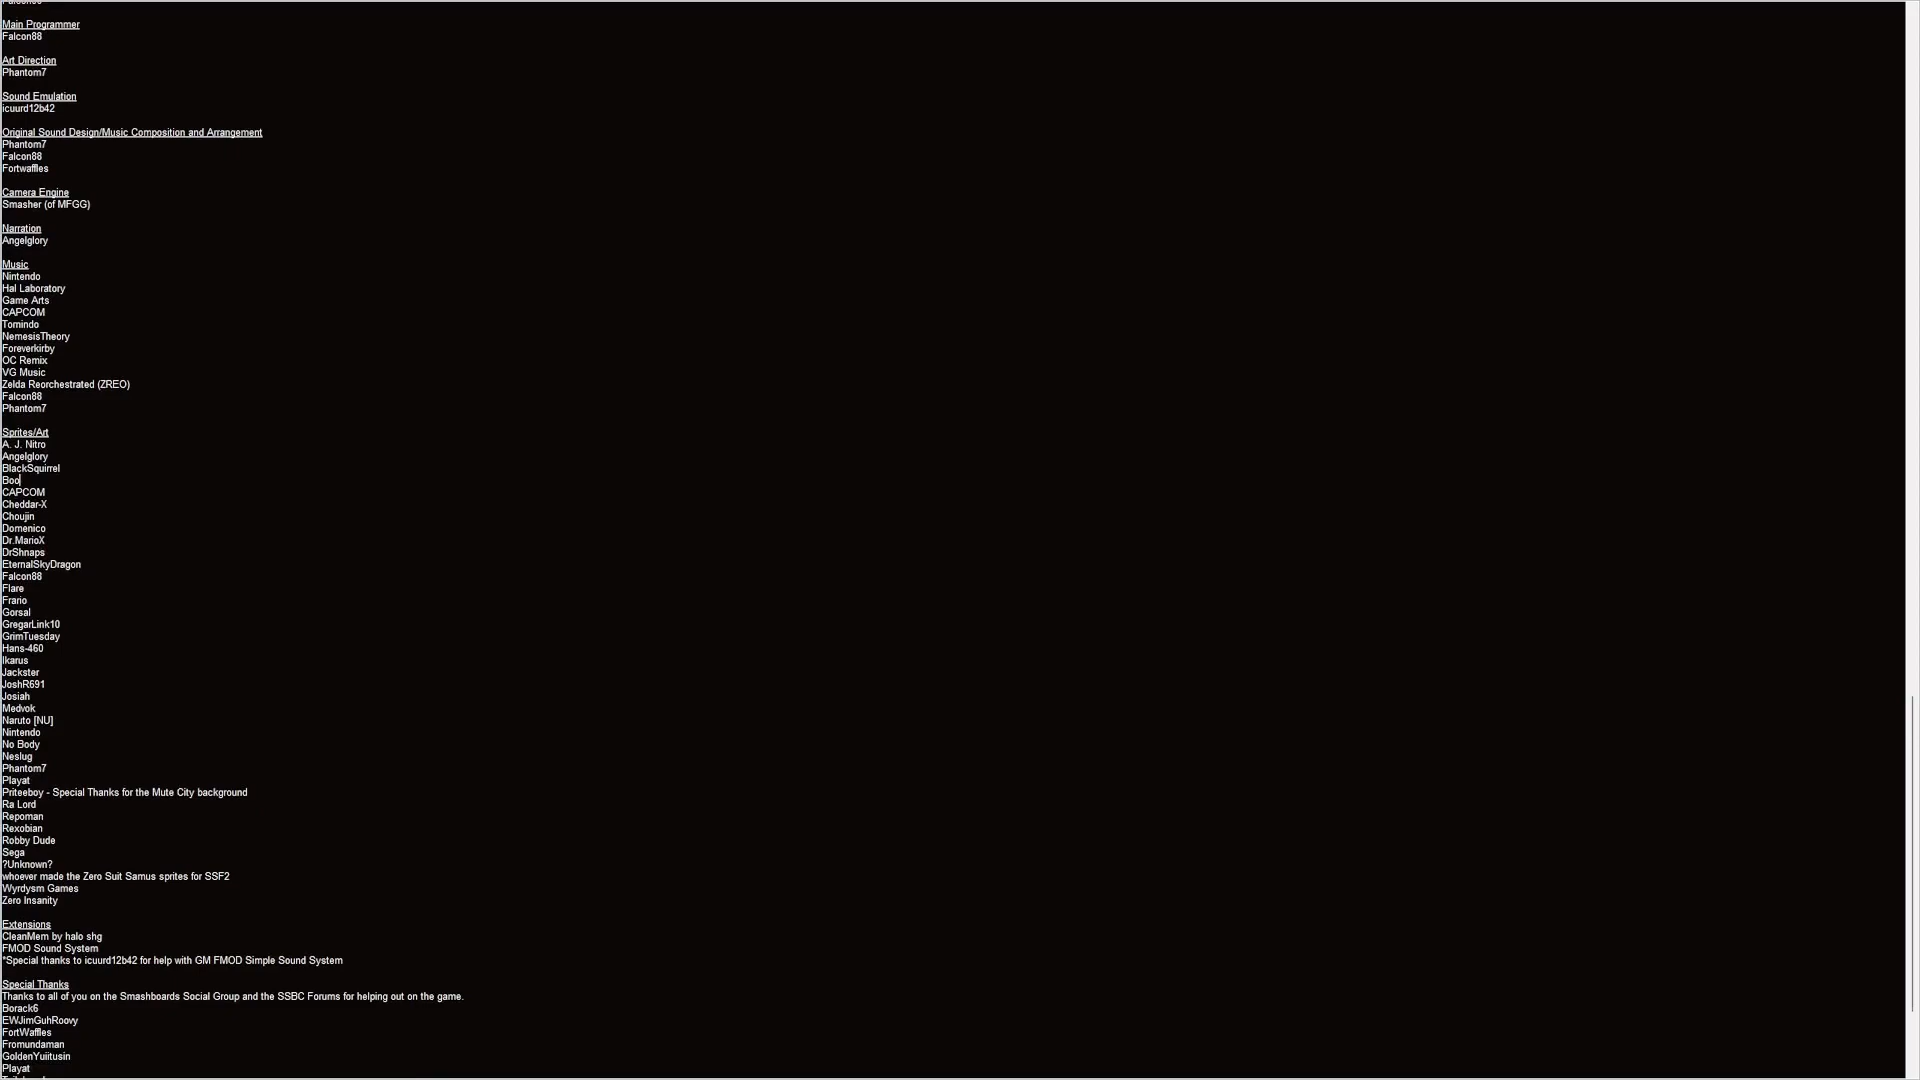 Falcon88
Main Programmer
Falcon88
Art Direction
Phantom7
Sound Emulation
icuurd12b42
Original Sound Design/Music Composition and Arrangement
Phantom7
Falcon88
Fortwaffles
Camera Engine
Smasher (of MFGG)
Narration
Angelglory
Music
Nintendo
Hal Laboratory
Game Arts
CAPCOM
Tomindo
NemesisTheory
Foreverkirby
OC Remix
VG Music
Zelda Reorchestrated (ZREO)
Falcon88
Phantom7
Sprites/Art
A. J. Nitro
Angelglory
BlackSquirrel
Boo
CAPCOM
Cheddar-X
Choujin
Domenico
Dr.MarioX
DrShnaps
EternalSkyDragon
Falcon88
Flare
Frario
Gorsal
GregarLink10
GrimTuesday
Hans-460
Ikarus
Jackster
JoshR691
Josiah
Medvok
Naruto [NU]
Nintendo
No Body
Neslug
Phantom7
Playat
Priteeboy - Special Thanks for the Mute City background
Ra Lord
Repoman
Rexobian
Robby Dude
Sega
?Unknown?
whoever made the Zero Suit Samus sprites for SSF2
Wyrdysm Games
Zero Insanity
Extensions
CleanMem by halo shg
FMOD Sound System
*Special thanks to icuurd12b42 for help with GM FMOD Simple Sound System
Special Thanks
Thanks to all of you on the Smashboards Social Group and the SSBC Forums for helping out on the game.
Borack6
EWJimGuhRoovy
FortWaffles
Fromundaman
GoldenYuiitusin
Playat